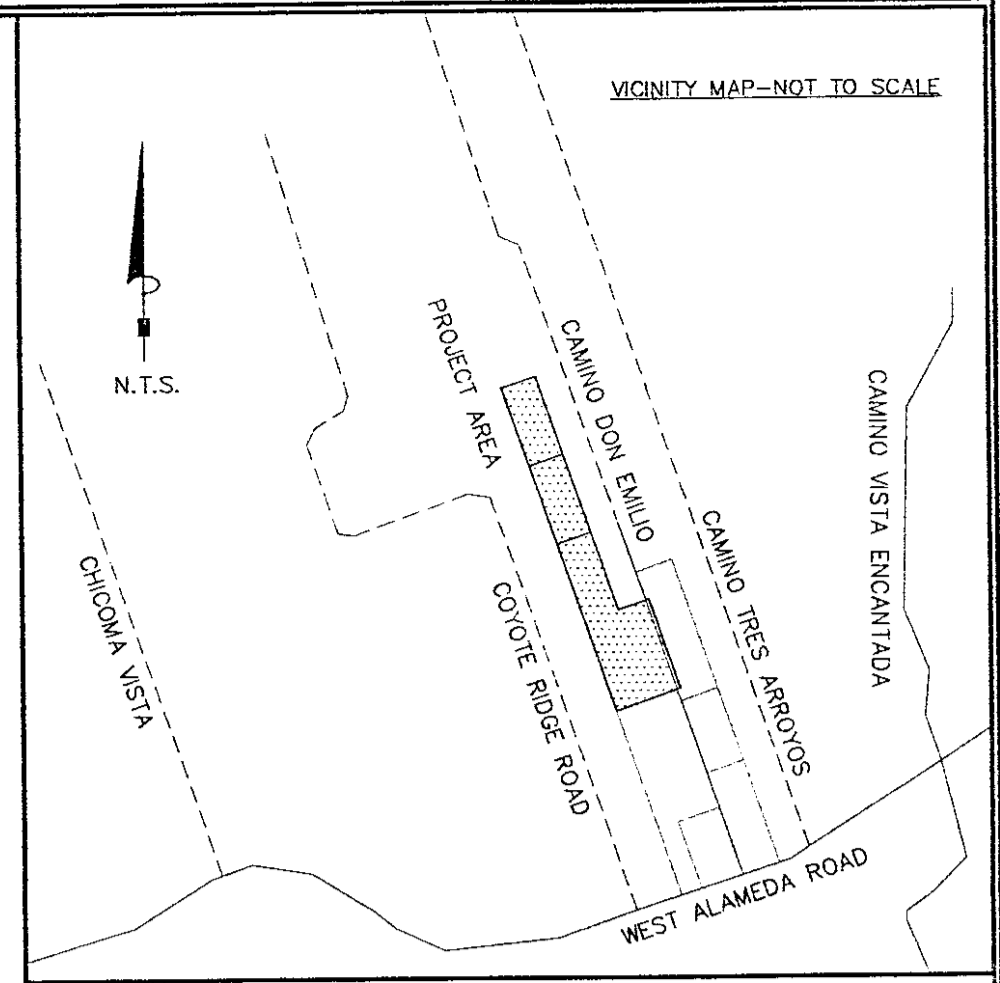 VICINITY MAP-NOT TO SCALE
N.T.S.
PROJECT AREA
CAMINO DON EMILIO
CAMINO VISTA ENCANTADA
CAMINO TRES ARROYOS
CHICOMA VISTA
COYOTE RIDGE ROAD
WEST ALAMEDA ROAD